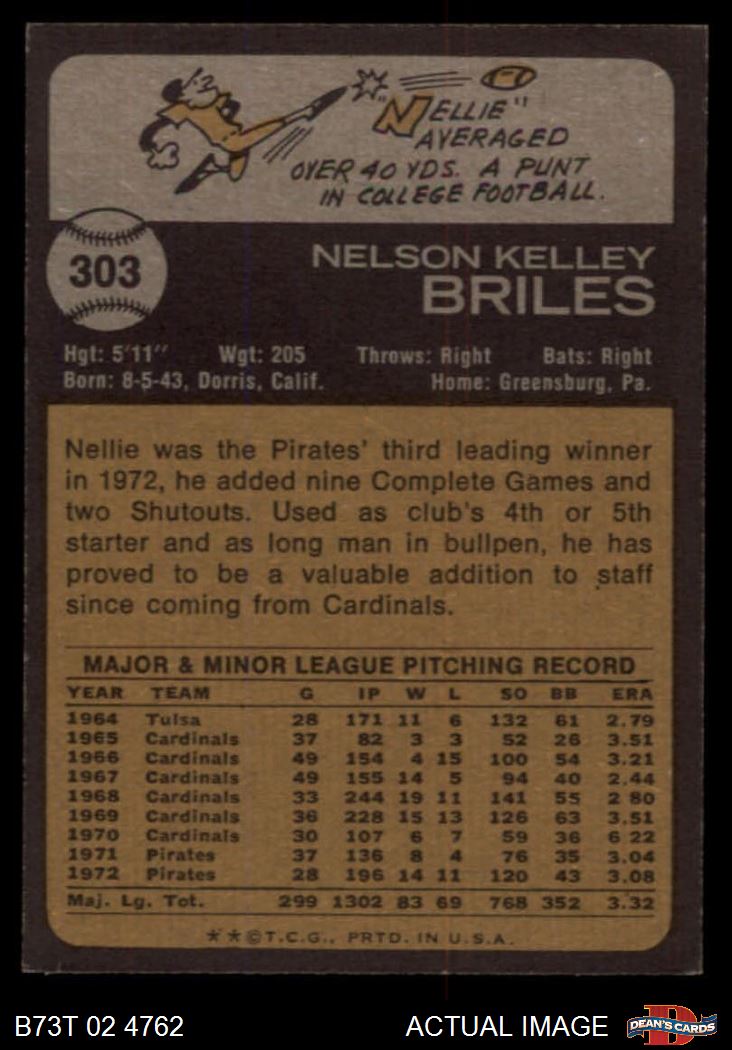 "NELLIE"
AVERAGED
OVER 40 YDS. A PUNT
IN COLLEGE FOOTBALL.
303
NELSON KELLEY
BRILES
Hgt: 5'11" Wgt: 205 Throws: Right Bats: Right
Born: 8-5-43, Dorris, Calif. Home: Greensburg, Pa.
Nellie was the Pirates' third leading winner
in 1972, he added nine Complete Games and
two Shutouts. Used as club's 4th or 5th
starter and as long man in bullpen, he has
proved to be a valuable addition to staff
since coming from Cardinals.
MAJOR & MINOR LEAGUE PITCHING RECORD
YEAR TEAM G IP W L SO BB ERA
1964 Tulsa 28 171 11 6 132 61 2.79
1965 Cardinals 37 82 3 3 52 26 3.51
1966 Cardinals 49 154 4 15 100 54 3.21
1967 Cardinals 49 155 14 5 94 40 2.44
1968 Cardinals 33 244 19 11 141 55 2 80
1969 Cardinals 36 228 15 13 126 63 3.51
1970 Cardinals 30 107 6 7 59 36 6 22
1971 Pirates 37 136 8 4 76 35 3.04
1972 Pirates 28 196 14 11 120 43 3.08
Maj. Lg. Tot. 299 1302 83 69 768 352 3.32
**©T.C.G., PRTD. IN U.S.A.
B73T 02 4762 ACTUAL IMAGE D DEAN'S CARDS